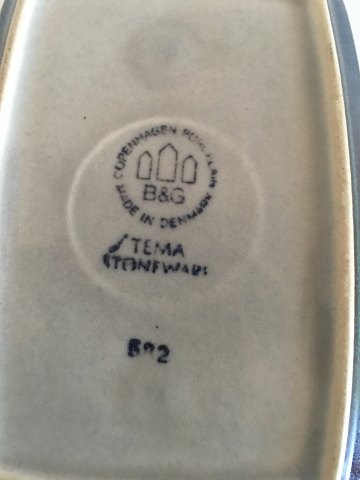 COPENHAGEN PORCELAIN
B&G
MADE IN DENMARK
TEMA
STONEWARE